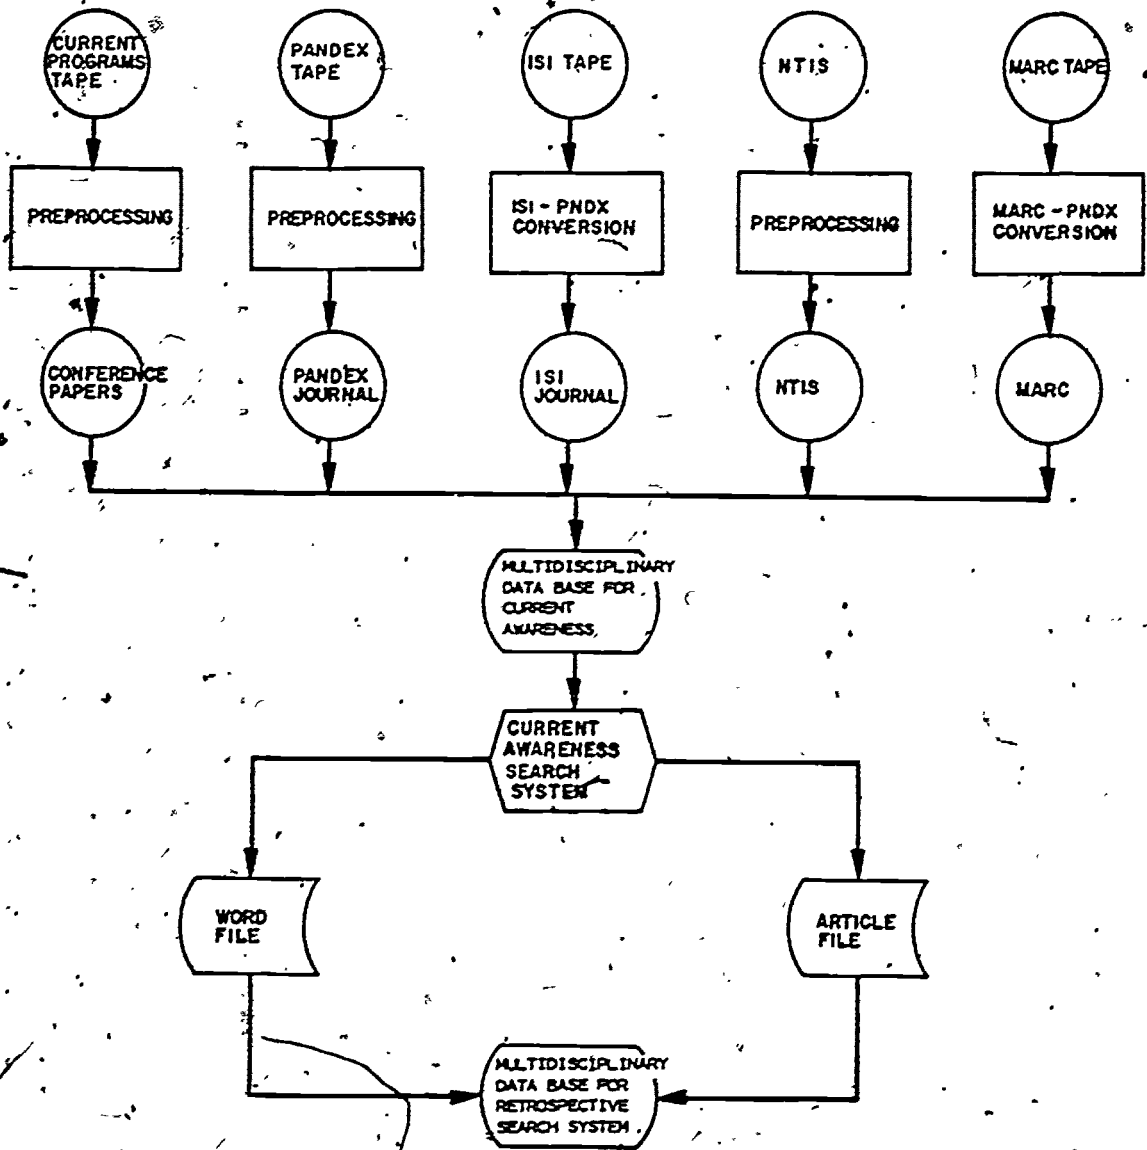 CURRENT
PROGRAMS
TAPE
PANDEX
TAPE
ISI TAPE
NTIS
MARC TAPE
PREPROCESSING
PREPROCESSING
ISI - PNDX
CONVERSION
PREPROCESSING
MARC - PNDX
CONVERSION
CONFERENCE
PAPERS
PANDEX
JOURNAL
ISI
JOURNAL
NTIS
MARC
MULTIDISCIPLINARY
DATA BASE FOR
CURRENT
AWARENESS
CURRENT
AWARENESS
SEARCH
SYSTEM
WORD
FILE
ARTICLE
FILE
MULTIDISCIPLINARY
DATA BASE FOR
RETROSPECTIVE
SEARCH SYSTEM